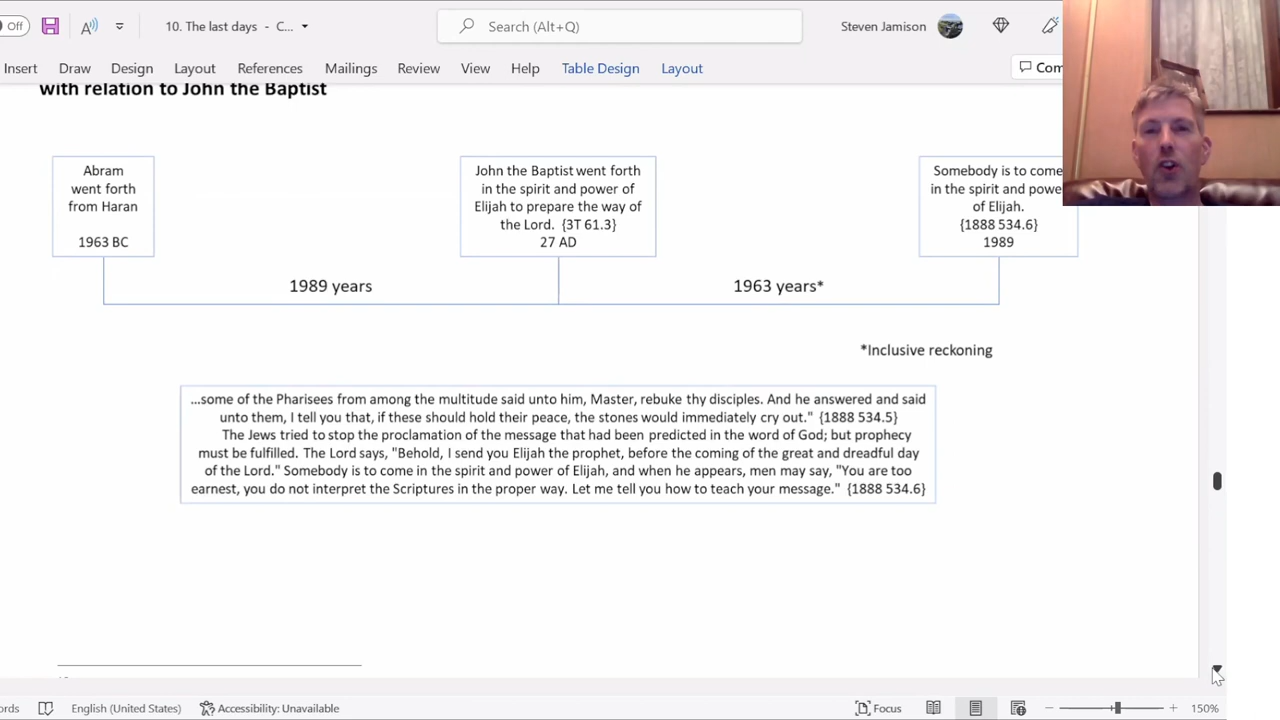 Off
10. The last days - C...
Search (Alt+Q)
Steven Jamison
Insert Draw Design Layout References Mailings Review View Help Table Design Layout
Com
with relation to John the Baptist
Abram
went forth
from Haran
1963 BC
John the Baptist went forth
in the spirit and power of
Elijah to prepare the way of
the Lord. {3T 61.3}
27 AD
Somebody is to come
in the spirit and powe
of Elijah.
{1888 534.6}
1989
1989 years
1963 years*
*Inclusive reckoning
...some of the Pharisees from among the multitude said unto him, Master, rebuke thy disciples. And he answered and said
unto them, I tell you that, if these should hold their peace, the stones would immediately cry out." {1888 534.5}
The Jews tried to stop the proclamation of the message that had been predicted in the word of God; but prophecy
must be fulfilled. The Lord says, "Behold, I send you Elijah the prophet, before the coming of the great and dreadful day
of the Lord." Somebody is to come in the spirit and power of Elijah, and when he appears, men may say, "You are too
earnest, you do not interpret the Scriptures in the proper way. Let me tell you how to teach your message." {1888 534.6}
ords English (United States) Accessibility: Unavailable Focus 150%